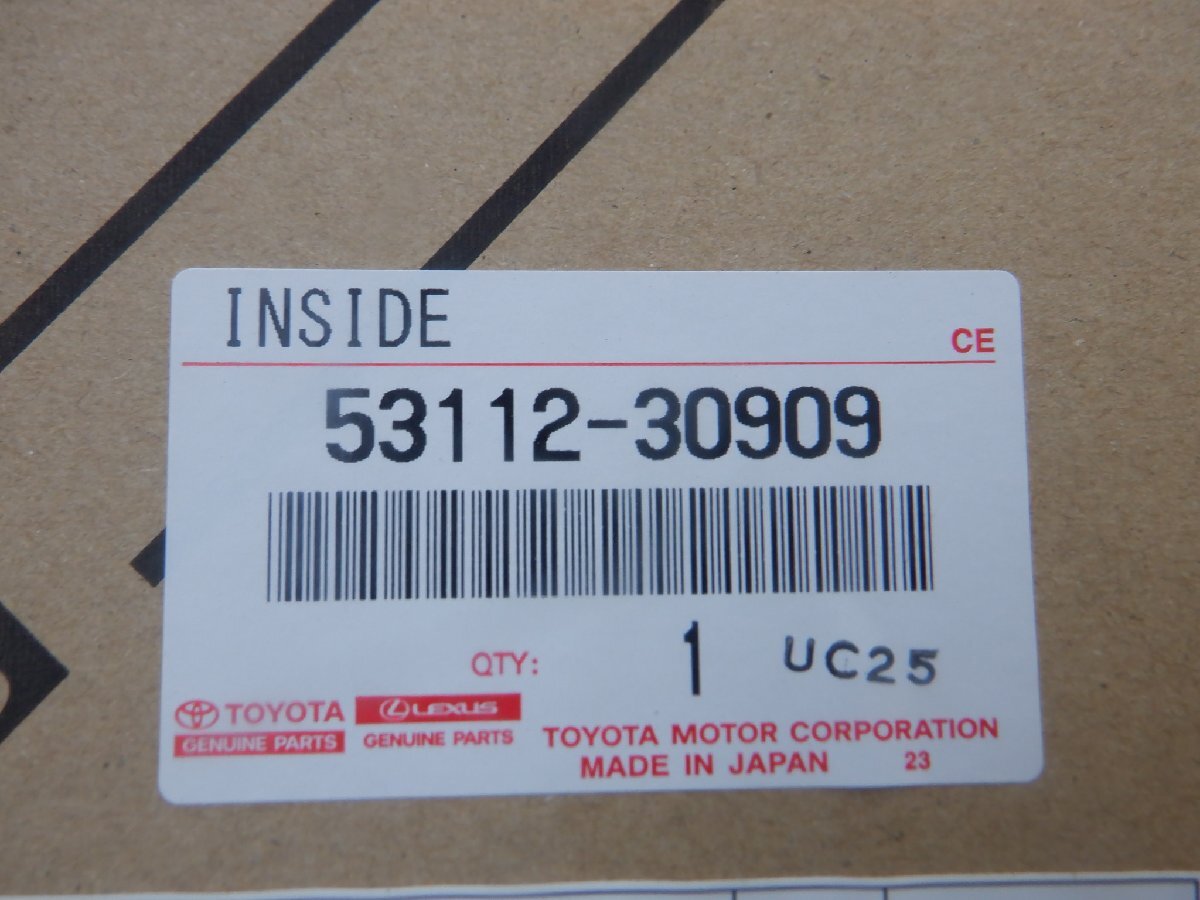 INSIDE
CE
53112-30909
QTY: 1 UC25
TOYOTA
GENUINE PARTS
LEXUS
GENUINE PARTS
TOYOTA MOTOR CORPORATION
MADE IN JAPAN 23